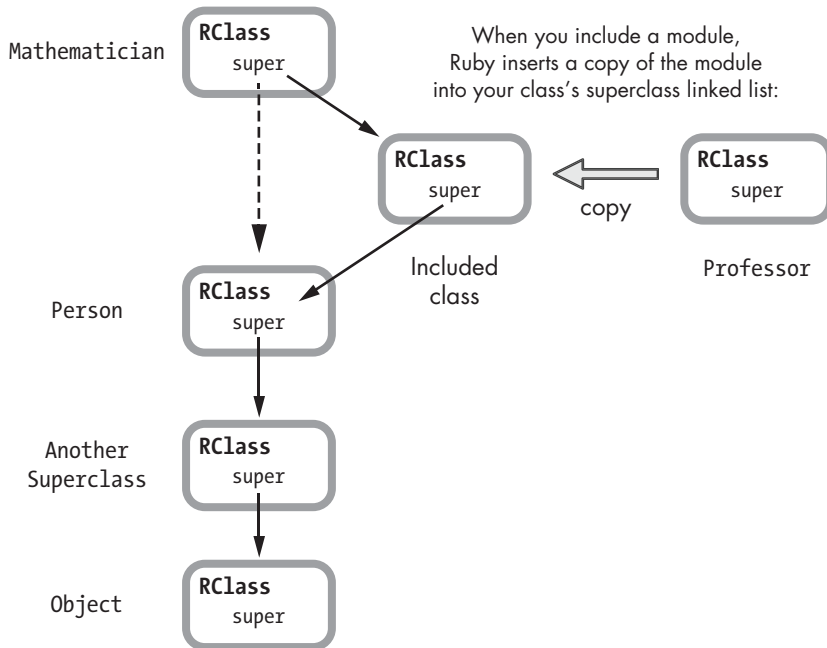 Mathematician
RClass
super
When you include a module,
Ruby inserts a copy of the module
into your class’s superclass linked list:
RClass
super
copy
RClass
super
Included
class
Professor
Person
RClass
super
Another
Superclass
RClass
super
Object
RClass
super